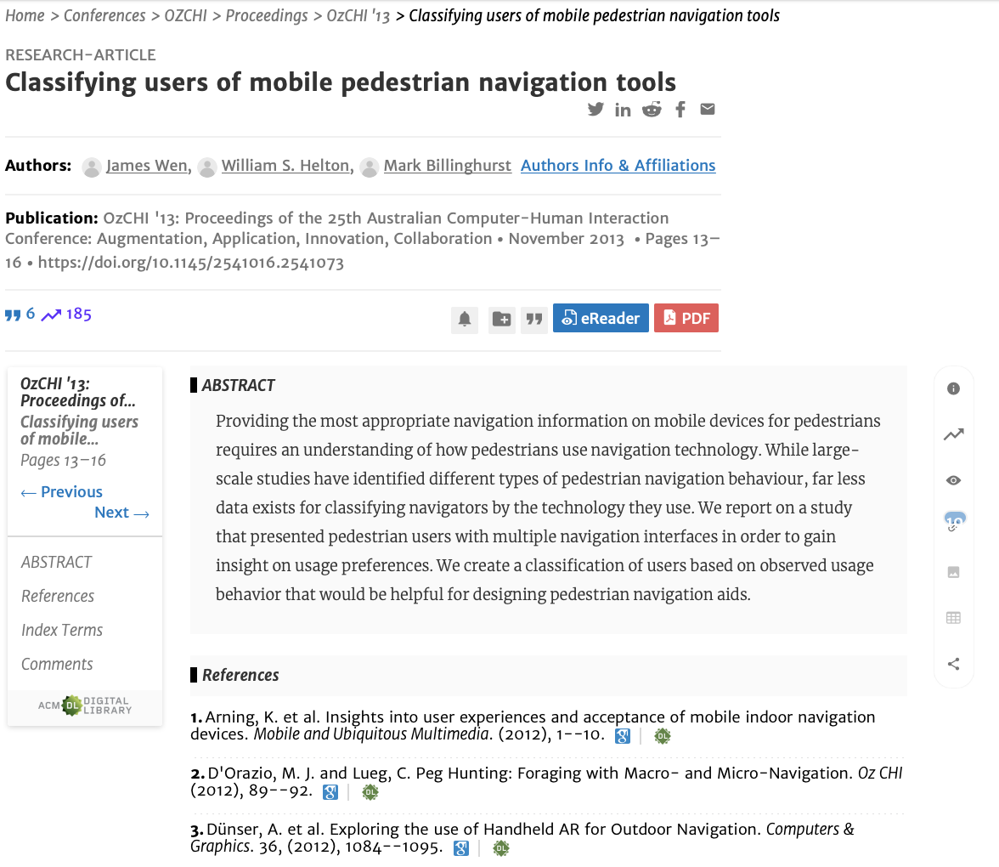 Home > Conferences > OZCHI > Proceedings > OzCHI '13 > Classifying users of mobile pedestrian navigation tools
RESEARCH-ARTICLE
Classifying users of mobile pedestrian navigation tools
Authors: James Wen, William S. Helton, Mark Billinghurst Authors Info & Affiliations
Publication: OzCHI '13: Proceedings of the 25th Australian Computer-Human Interaction
Conference: Augmentation, Application, Innovation, Collaboration • November 2013 • Pages 13–
16 • https://doi.org/10.1145/2541016.2541073
6 185
eReader PDF
OzCHI '13:
Proceedings of...
Classifying users
of mobile...
Pages 13–16
← Previous
Next →
ABSTRACT
References
Index Terms
Comments
ACM DL DIGITAL
LIBRARY
ABSTRACT
Providing the most appropriate navigation information on mobile devices for pedestrians
requires an understanding of how pedestrians use navigation technology. While large-
scale studies have identified different types of pedestrian navigation behaviour, far less
data exists for classifying navigators by the technology they use. We report on a study
that presented pedestrian users with multiple navigation interfaces in order to gain
insight on usage preferences. We create a classification of users based on observed usage
behavior that would be helpful for designing pedestrian navigation aids.
References
1. Arning, K. et al. Insights into user experiences and acceptance of mobile indoor navigation
devices. Mobile and Ubiquitous Multimedia. (2012), 1--10. g | DL
2. D'Orazio, M. J. and Lueg, C. Peg Hunting: Foraging with Macro- and Micro-Navigation. Oz CHI
(2012), 89--92. g | DL
3. Dünser, A. et al. Exploring the use of Handheld AR for Outdoor Navigation. Computers &
Graphics. 36, (2012), 1084--1095. g | DL